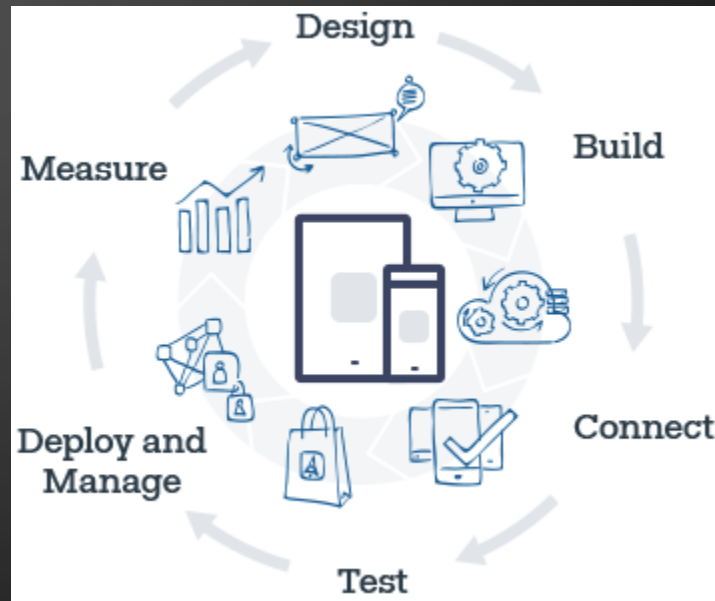 Design
Build
Connect
Test
Deploy and
Manage
Measure